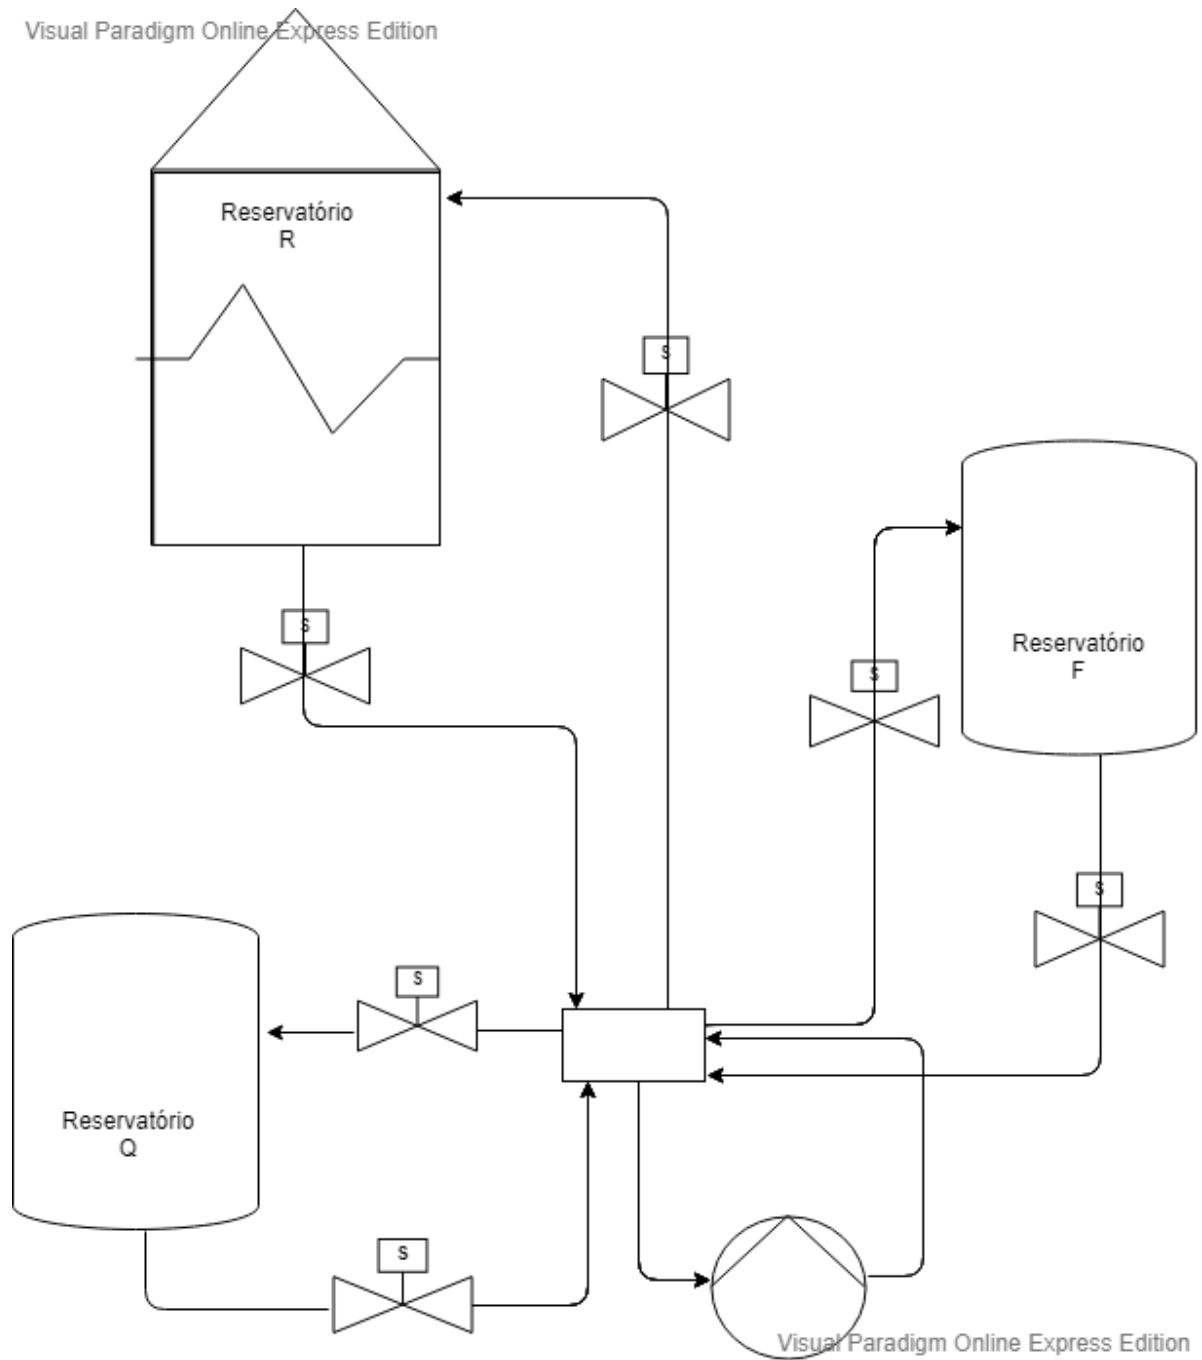 Visual Paradigm Online Express Edition
Reservatório
R
S
Reservatório
F
S
S
S
S
Reservatório
Q
S
Visual Paradigm Online Express Edition